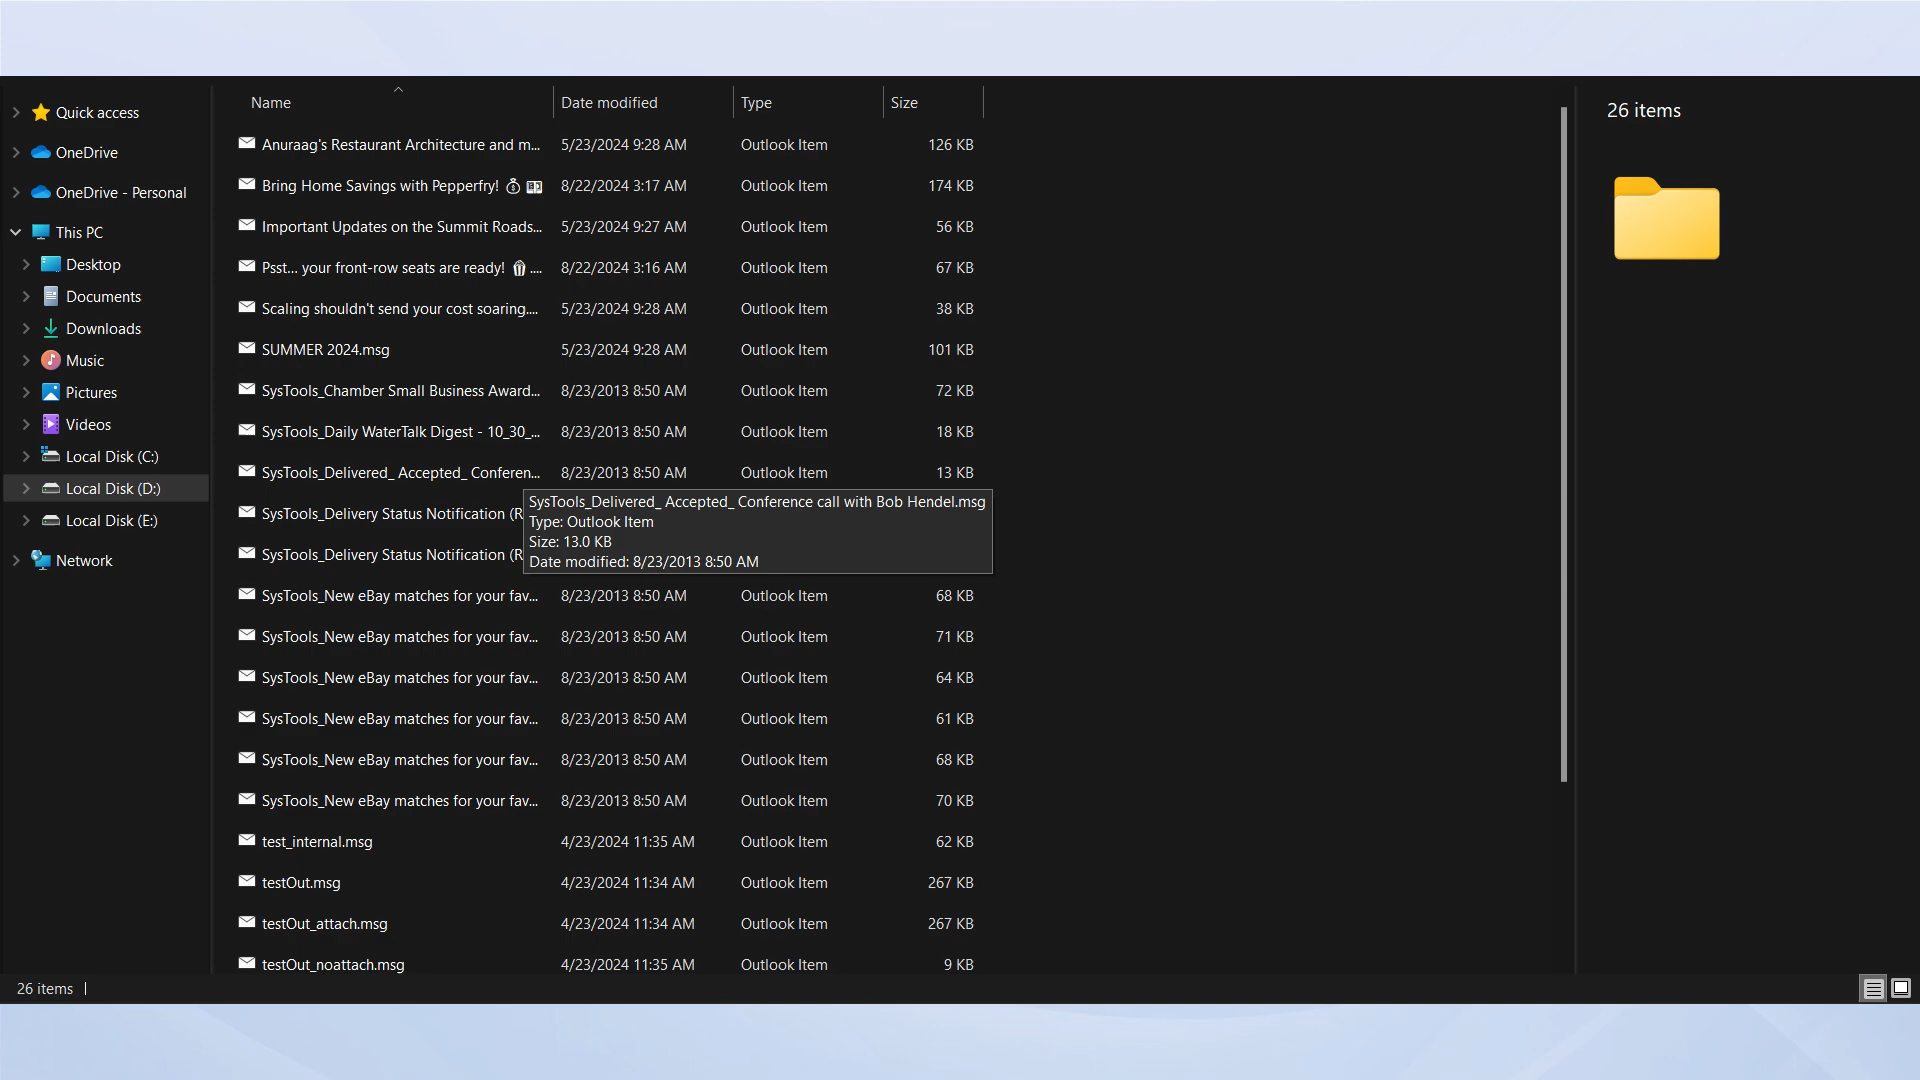 Quick access
OneDrive
OneDrive - Personal
This PC
Desktop
Documents
Downloads
Music
Pictures
Videos
Local Disk (C:)
Local Disk (D:)
Local Disk (E:)
Network
Name Date modified Type Size
Anuraag's Restaurant Architecture and m... 5/23/2024 9:28 AM Outlook Item 126 KB
Bring Home Savings with Pepperfry! 💰 💵 8/22/2024 3:17 AM Outlook Item 174 KB
Important Updates on the Summit Roads... 5/23/2024 9:27 AM Outlook Item 56 KB
Psst... your front-row seats are ready! 🍿 .... 8/22/2024 3:16 AM Outlook Item 67 KB
Scaling shouldn't send your cost soaring.... 5/23/2024 9:28 AM Outlook Item 38 KB
SUMMER 2024.msg 5/23/2024 9:28 AM Outlook Item 101 KB
SysTools_Chamber Small Business Award... 8/23/2013 8:50 AM Outlook Item 72 KB
SysTools_Daily WaterTalk Digest - 10_30_... 8/23/2013 8:50 AM Outlook Item 18 KB
SysTools_Delivered_ Accepted_ Conferen... 8/23/2013 8:50 AM Outlook Item 13 KB
SysTools_Delivery Status Notification (R
SysTools_Delivery Status Notification (R
SysTools_Delivered_ Accepted_ Conference call with Bob Hendel.msg
Type: Outlook Item
Size: 13.0 KB
Date modified: 8/23/2013 8:50 AM
SysTools_New eBay matches for your fav... 8/23/2013 8:50 AM Outlook Item 68 KB
SysTools_New eBay matches for your fav... 8/23/2013 8:50 AM Outlook Item 71 KB
SysTools_New eBay matches for your fav... 8/23/2013 8:50 AM Outlook Item 64 KB
SysTools_New eBay matches for your fav... 8/23/2013 8:50 AM Outlook Item 61 KB
SysTools_New eBay matches for your fav... 8/23/2013 8:50 AM Outlook Item 68 KB
SysTools_New eBay matches for your fav... 8/23/2013 8:50 AM Outlook Item 70 KB
test_internal.msg 4/23/2024 11:35 AM Outlook Item 62 KB
testOut.msg 4/23/2024 11:34 AM Outlook Item 267 KB
testOut_attach.msg 4/23/2024 11:34 AM Outlook Item 267 KB
testOut_noattach.msg 4/23/2024 11:35 AM Outlook Item 9 KB
26 items
26 items